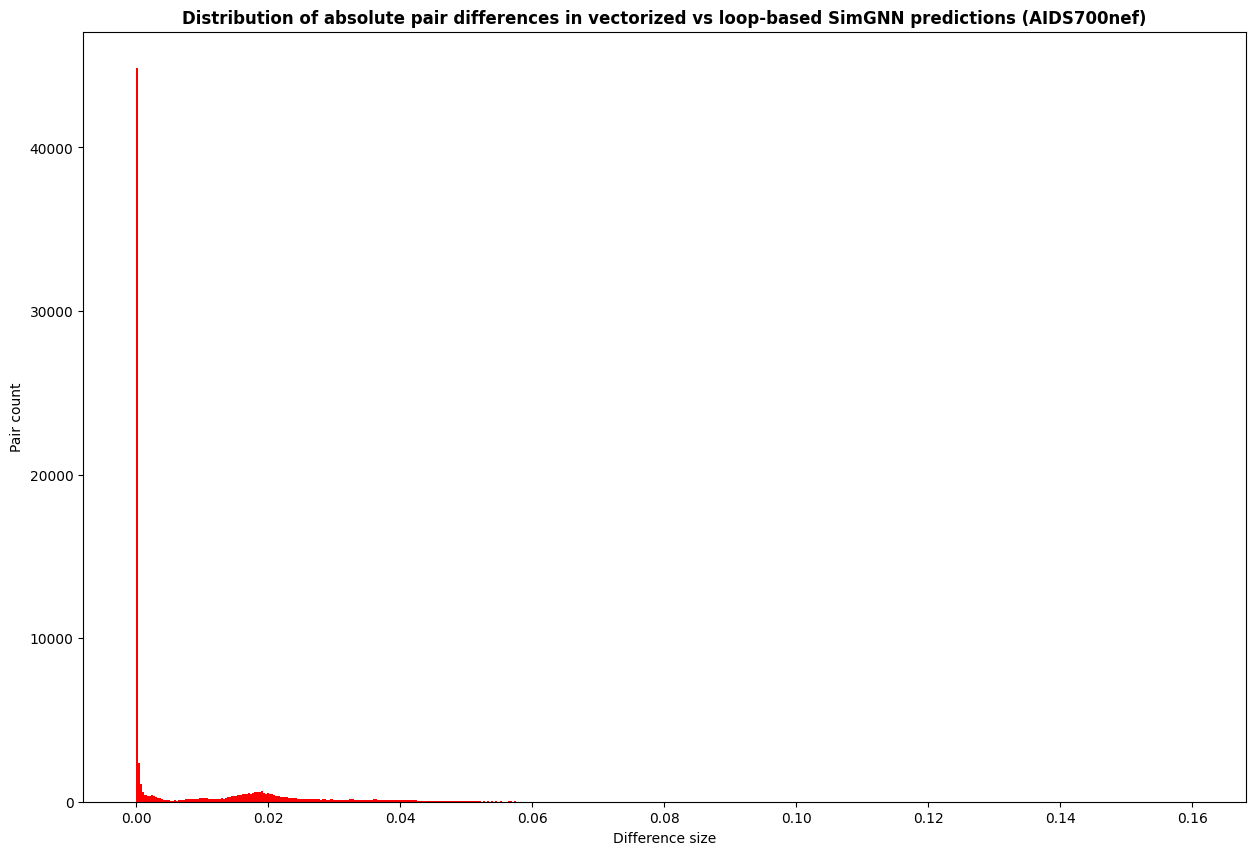 Distribution of absolute pair differences in vectorized vs loop-based SimGNN predictions (AIDS700nef)
40000
30000
20000
10000
0
Pair count
0.00 0.02 0.04 0.06 0.08 0.10 0.12 0.14 0.16
Difference size